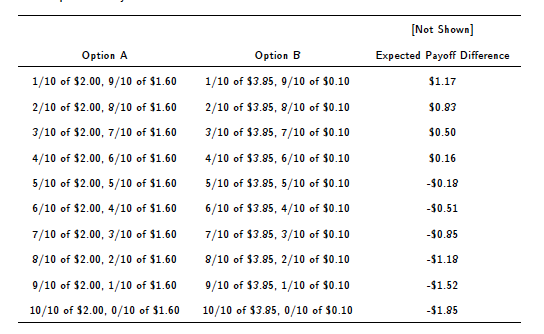 [Not Shown]
Option A Option B Expected Payoff Difference
1/10 of $2.00, 9/10 of $1.60 1/10 of $3.85, 9/10 of $0.10 $1.17
2/10 of $2.00, 8/10 of $1.60 2/10 of $3.85, 8/10 of $0.10 $0.83
3/10 of $2.00, 7/10 of $1.60 3/10 of $3.85, 7/10 of $0.10 $0.50
4/10 of $2.00, 6/10 of $1.60 4/10 of $3.85, 6/10 of $0.10 $0.16
5/10 of $2.00, 5/10 of $1.60 5/10 of $3.85, 5/10 of $0.10 -$0.18
6/10 of $2.00, 4/10 of $1.60 6/10 of $3.85, 4/10 of $0.10 -$0.51
7/10 of $2.00, 3/10 of $1.60 7/10 of $3.85, 3/10 of $0.10 -$0.85
8/10 of $2.00, 2/10 of $1.60 8/10 of $3.85, 2/10 of $0.10 -$1.18
9/10 of $2.00, 1/10 of $1.60 9/10 of $3.85, 1/10 of $0.10 -$1.52
10/10 of $2.00, 0/10 of $1.60 10/10 of $3.85, 0/10 of $0.10 -$1.85